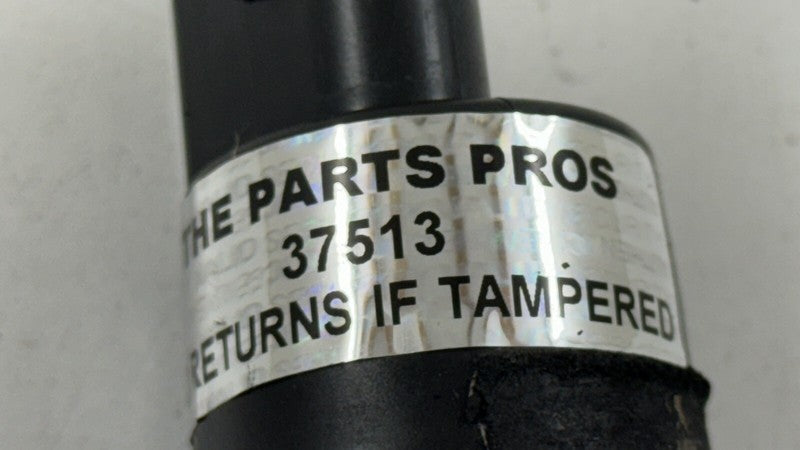 THE PARTS PROS
37513
RETURNS IF TAMPERED